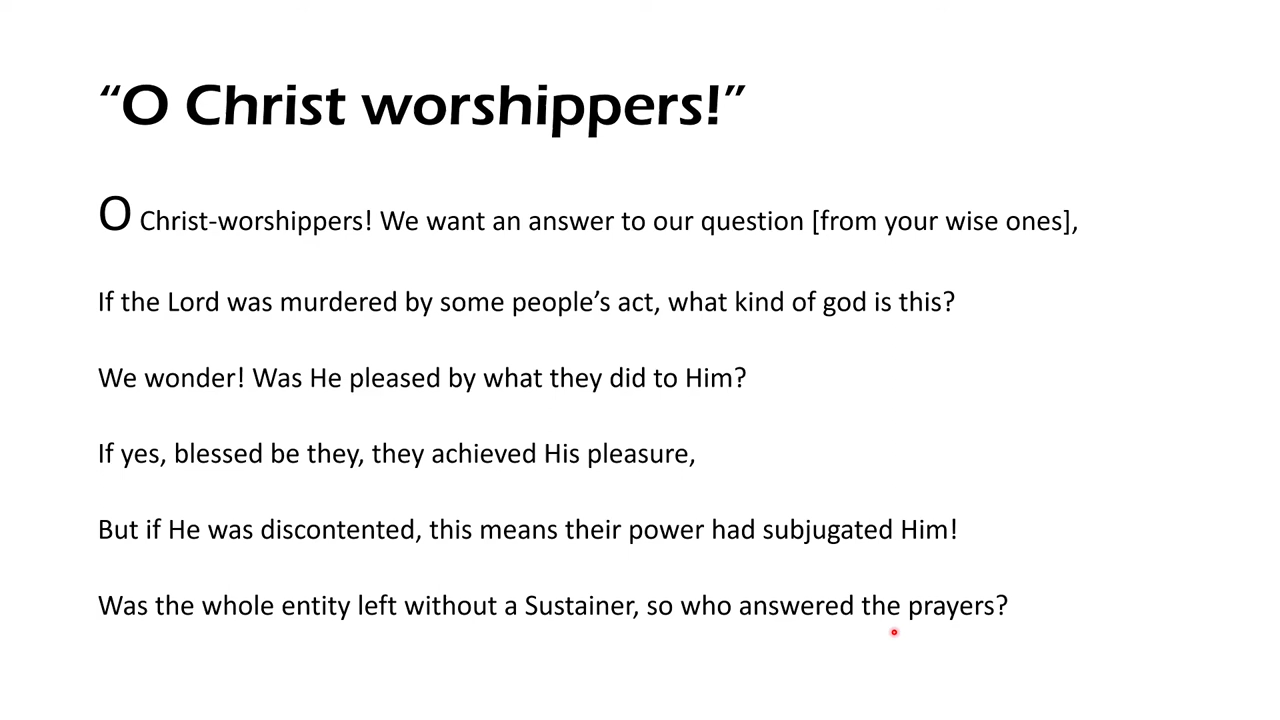 “O Christ worshippers!”
O Christ-worshippers! We want an answer to our question [from your wise ones],
If the Lord was murdered by some people’s act, what kind of god is this?
We wonder! Was He pleased by what they did to Him?
If yes, blessed be they, they achieved His pleasure,
But if He was discontented, this means their power had subjugated Him!
Was the whole entity left without a Sustainer, so who answered the prayers?